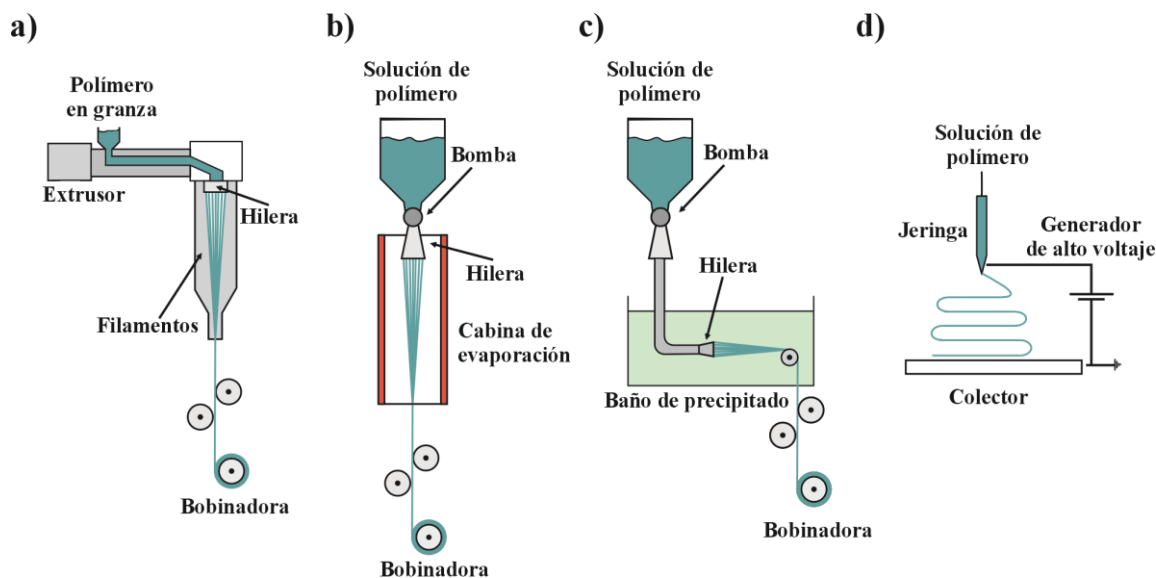 a)
Polímero
en granza
Extrusor
Hilera
Filamentos
Bobinadora
b)
Solución de
polímero
Bomba
Hilera
Cabina de
evaporación
Bobinadora
c)
Solución de
polímero
Bomba
Hilera
Baño de precipitado
Bobinadora
d)
Solución de
polímero
Jeringa
Generador
de alto voltaje
Colector